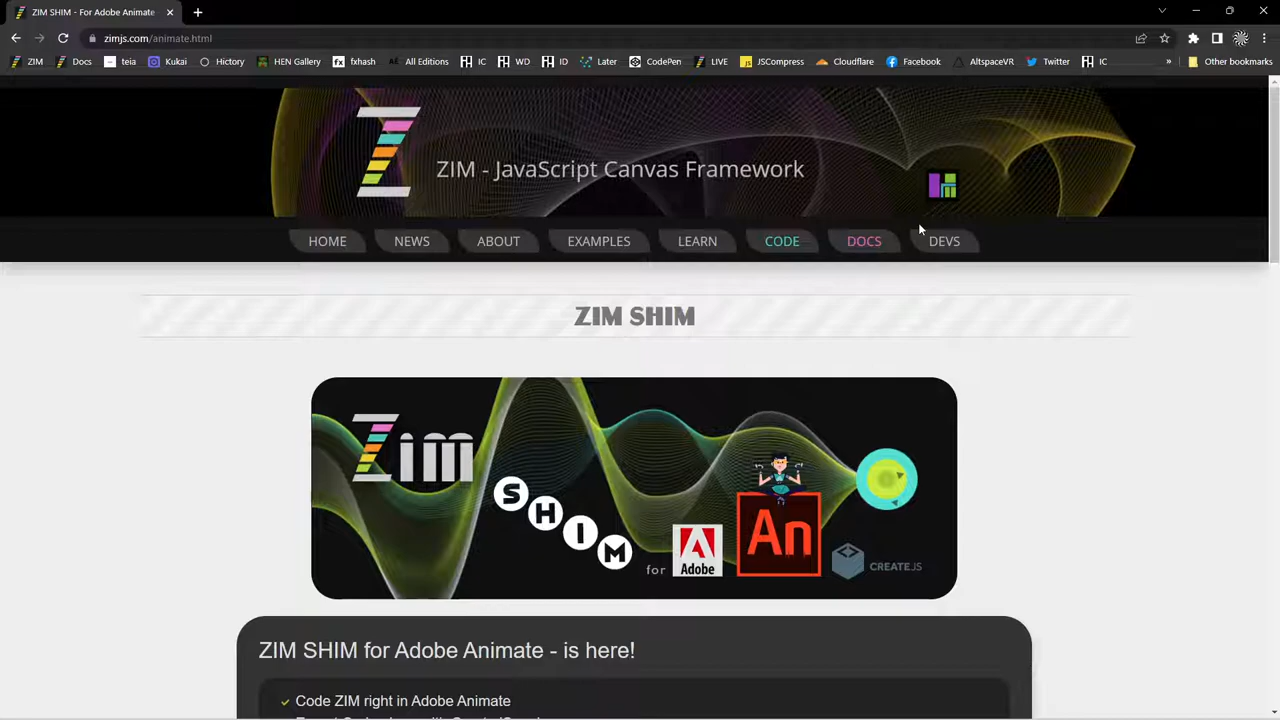 ZIM SHIM - For Adobe Animate
zimjs.com/animate.html
ZIM Docs teia Kukai Hictory HEN Gallery fxhash All Editions IC WD ID Later CodePen LIVE JSCompress Cloudflare Facebook AltspaceVR Twitter IC » Other bookmarks
ZIM - JavaScript Canvas Framework
HOME NEWS ABOUT EXAMPLES LEARN CODE DOCS DEVS
ZIM SHIM
Zim
SHIM
for Adobe An CREATEJS
ZIM SHIM for Adobe Animate - is here!
Code ZIM right in Adobe Animate